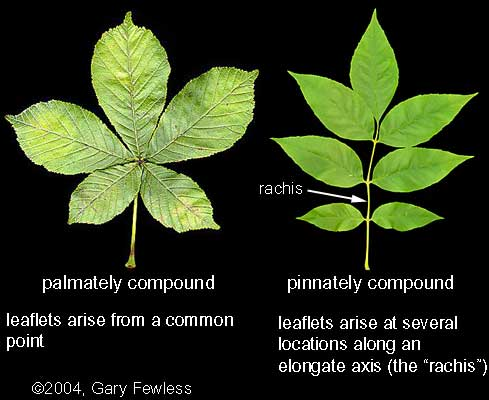 rachis
palmately compound
leaflets arise from a common
point
pinnately compound
leaflets arise at several
locations along an
elongate axis (the “rachis”)
©2004, Gary Fewless